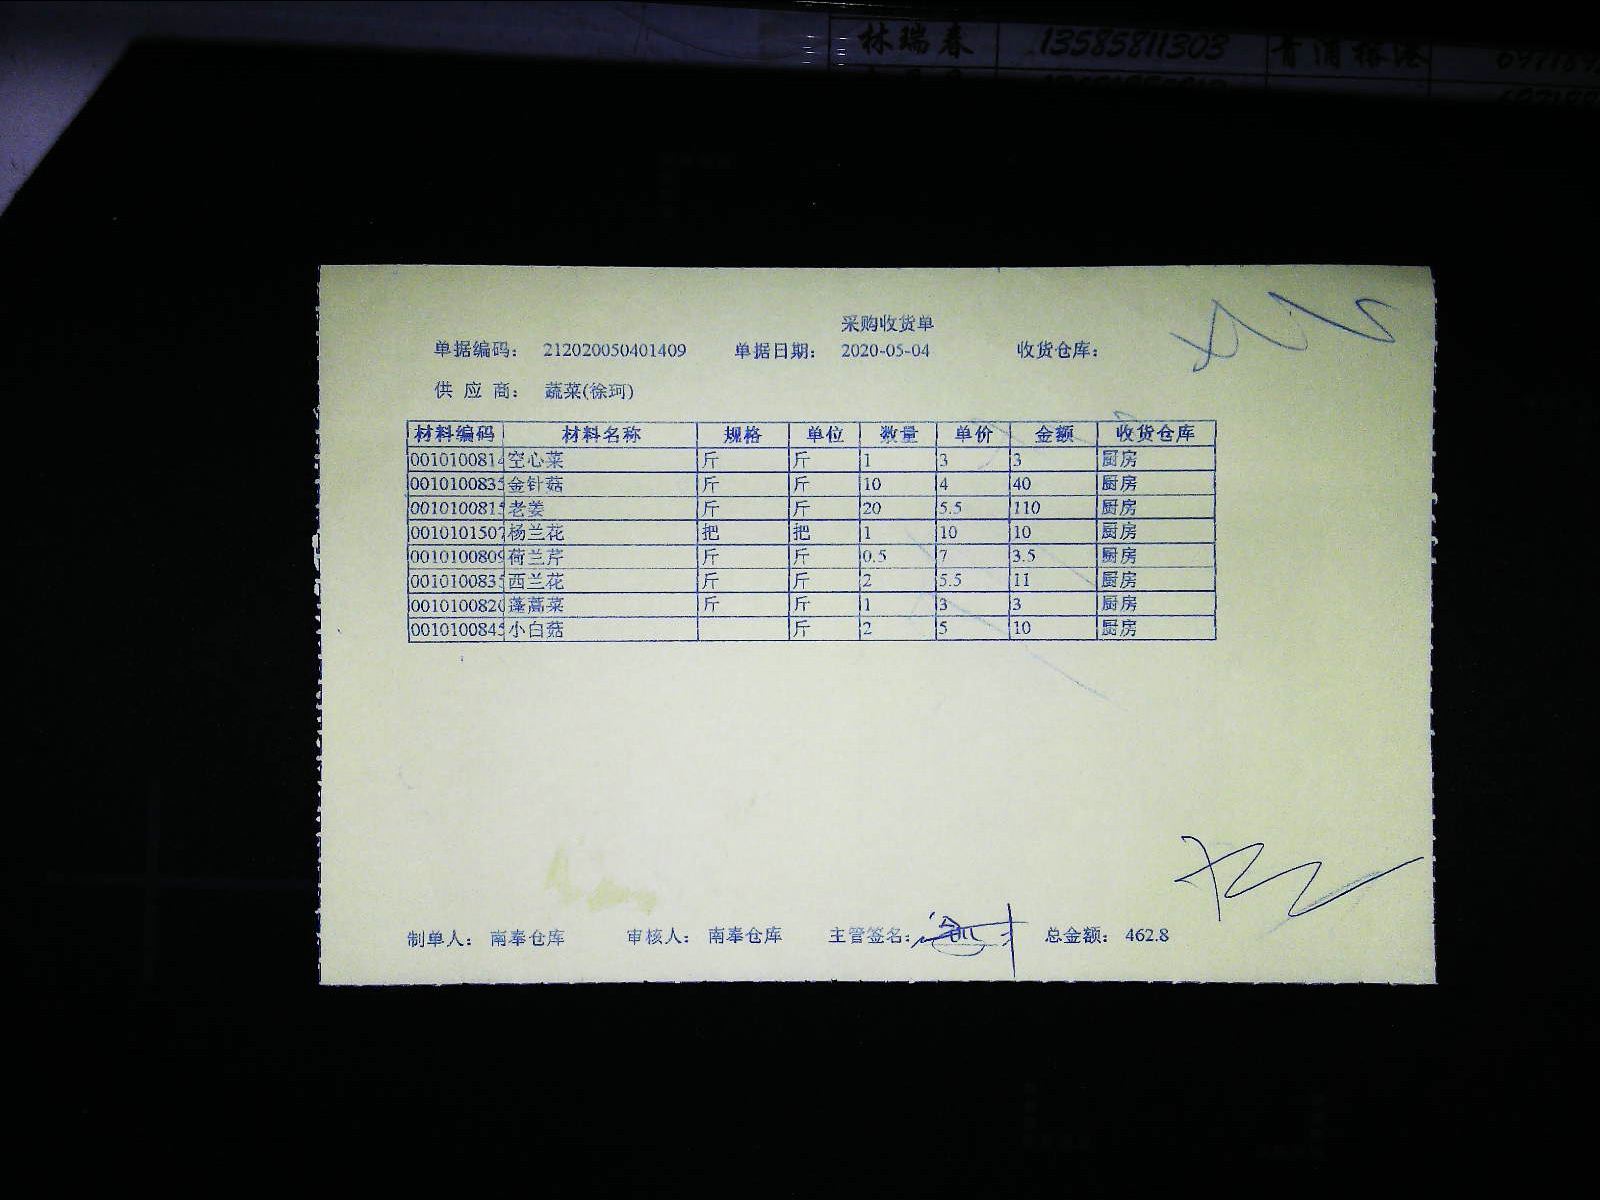 林瑞春 13585811303
采购收货单
单据编码： 212020050401409 单据日期： 2020-05-04 收货仓库：
供 应 商： 蔬菜(徐珂)
材料编码 材料名称 规格 单位 数量 单价 金额 收货仓库
001010081 空心菜 斤 斤 1 3 3 厨房
001010083 金针菇 斤 斤 10 4 40 厨房
001010081 老姜 斤 斤 20 5.5 110 厨房
001010150 杨兰花 把 把 1 10 10 厨房
001010080 荷兰芹 斤 斤 0.5 7 3.5 厨房
001010083 西兰花 斤 斤 2 5.5 11 厨房
001010082 蓬蒿菜 斤 斤 1 3 3 厨房
001010084 小白菇 斤 2 5 10 厨房
制单人： 南奉仓库 审核人： 南奉仓库 主管签名： 总金额： 462.8